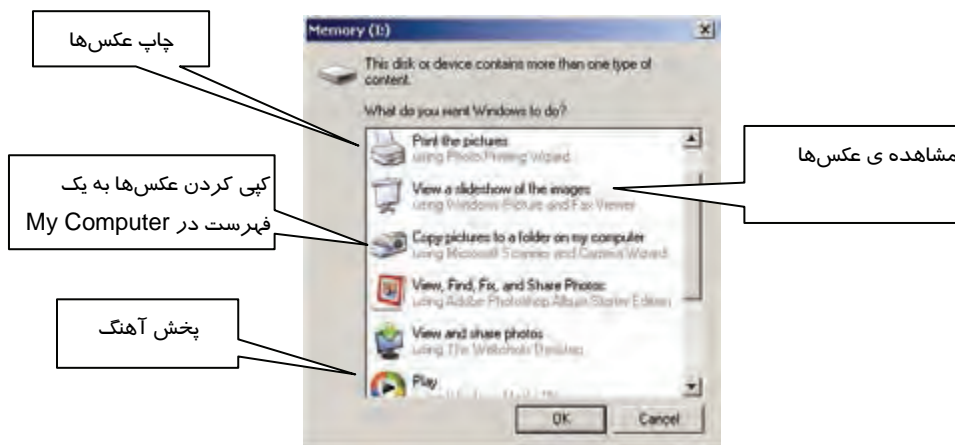 چاپ عکس‌ها
Memory (I:)
This disk or device contains more than one type of
content.
What do you want Windows to do?
Print the pictures
using Photo Printing Wizard
مشاهده ی عکس‌ها
View a slideshow of the images
using Windows Picture and Fax Viewer
کپی کردن عکس‌ها به یک
فهرست در My Computer
Copy pictures to a folder on my computer
using Microsoft Scanner and Camera Wizard
View, Find, Fix, and Share Photos
using Adobe Photoshop Album Starter Edition
View and share photos
using The Webshots Desktop
پخش آهنگ
Play
OK
Cancel